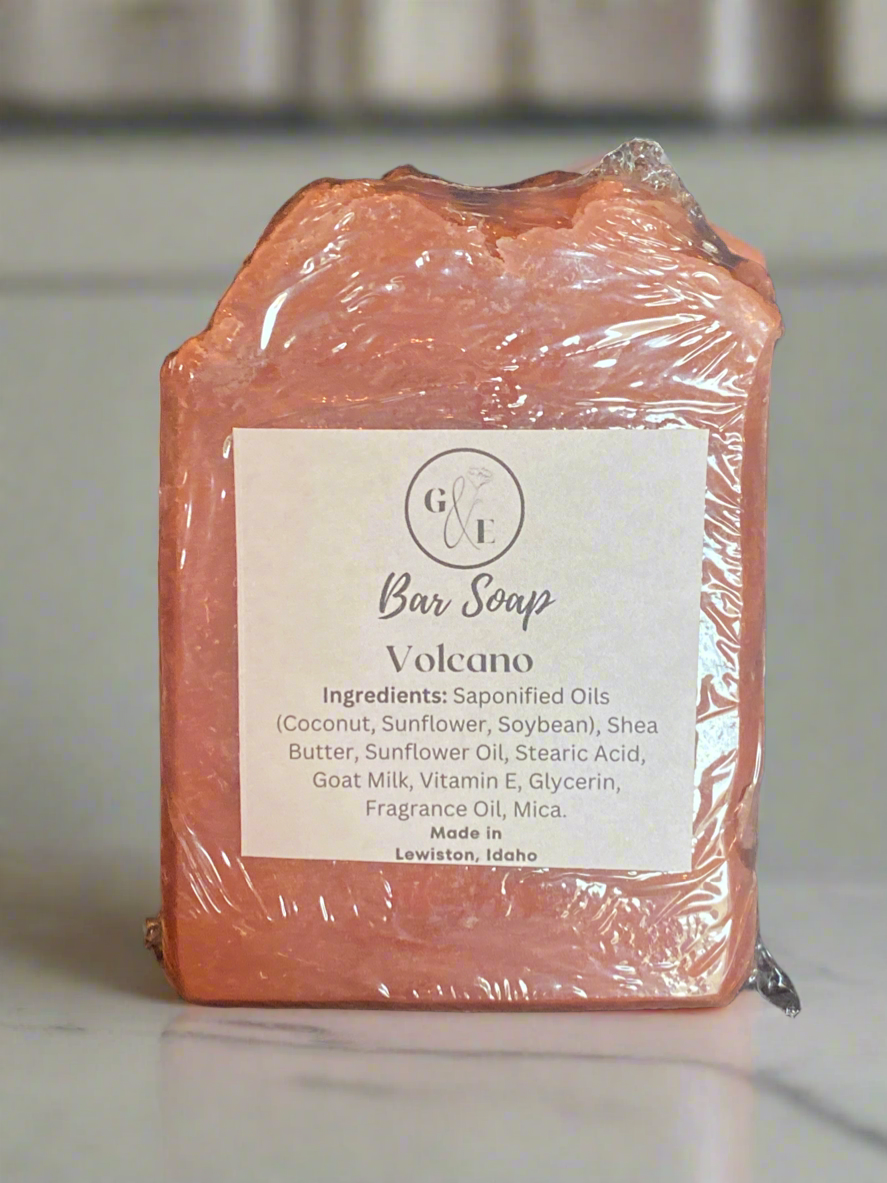 G&E
Bar Soap
Volcano
Ingredients: Saponified Oils
(Coconut, Sunflower, Soybean), Shea
Butter, Sunflower Oil, Stearic Acid,
Goat Milk, Vitamin E, Glycerin,
Fragrance Oil, Mica.
Made in
Lewiston, Idaho